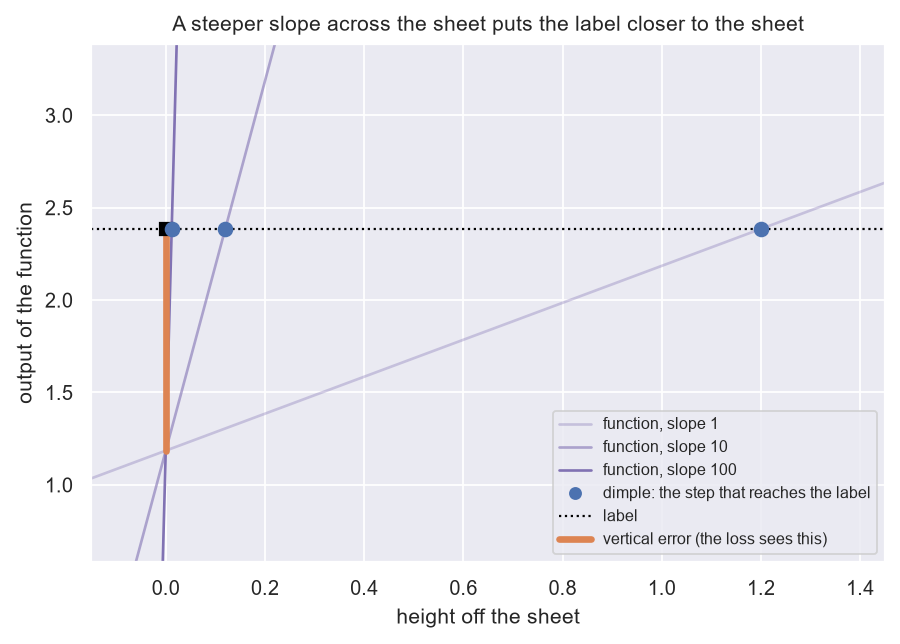 A steeper slope across the sheet puts the label closer to the sheet
output of the function
3.0
2.5
2.0
1.5
1.0
function, slope 1
function, slope 10
function, slope 100
dimple: the step that reaches the label
label
vertical error (the loss sees this)
0.0 0.2 0.4 0.6 0.8 1.0 1.2 1.4
height off the sheet